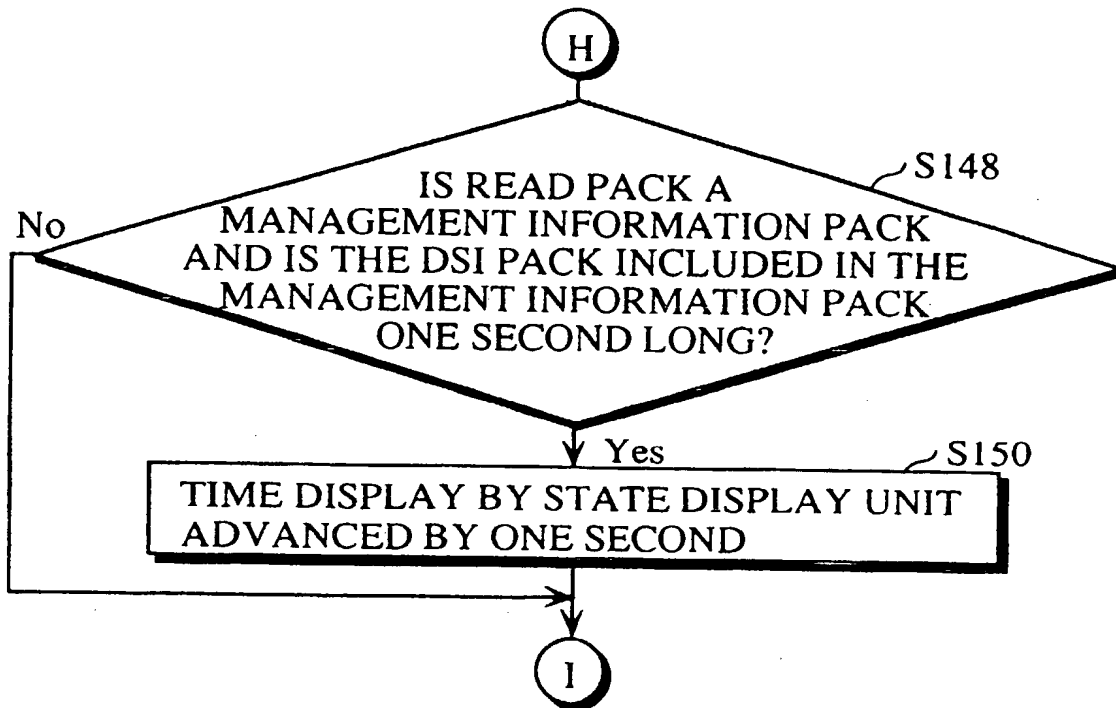 H
S148
IS READ PACK A
MANAGEMENT INFORMATION PACK
AND IS THE DSI PACK INCLUDED IN THE
MANAGEMENT INFORMATION PACK
ONE SECOND LONG?
No
Yes
S150
TIME DISPLAY BY STATE DISPLAY UNIT
ADVANCED BY ONE SECOND
I